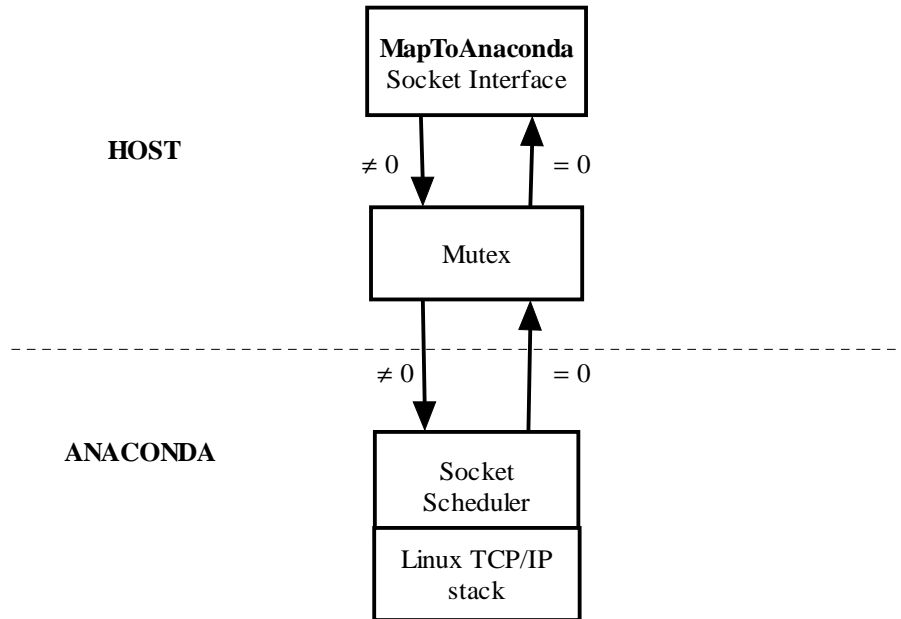 MapToAnaconda
Socket Interface
HOST
≠ 0
= 0
Mutex
≠ 0
= 0
ANACONDA
Socket
Scheduler
Linux TCP/IP
stack